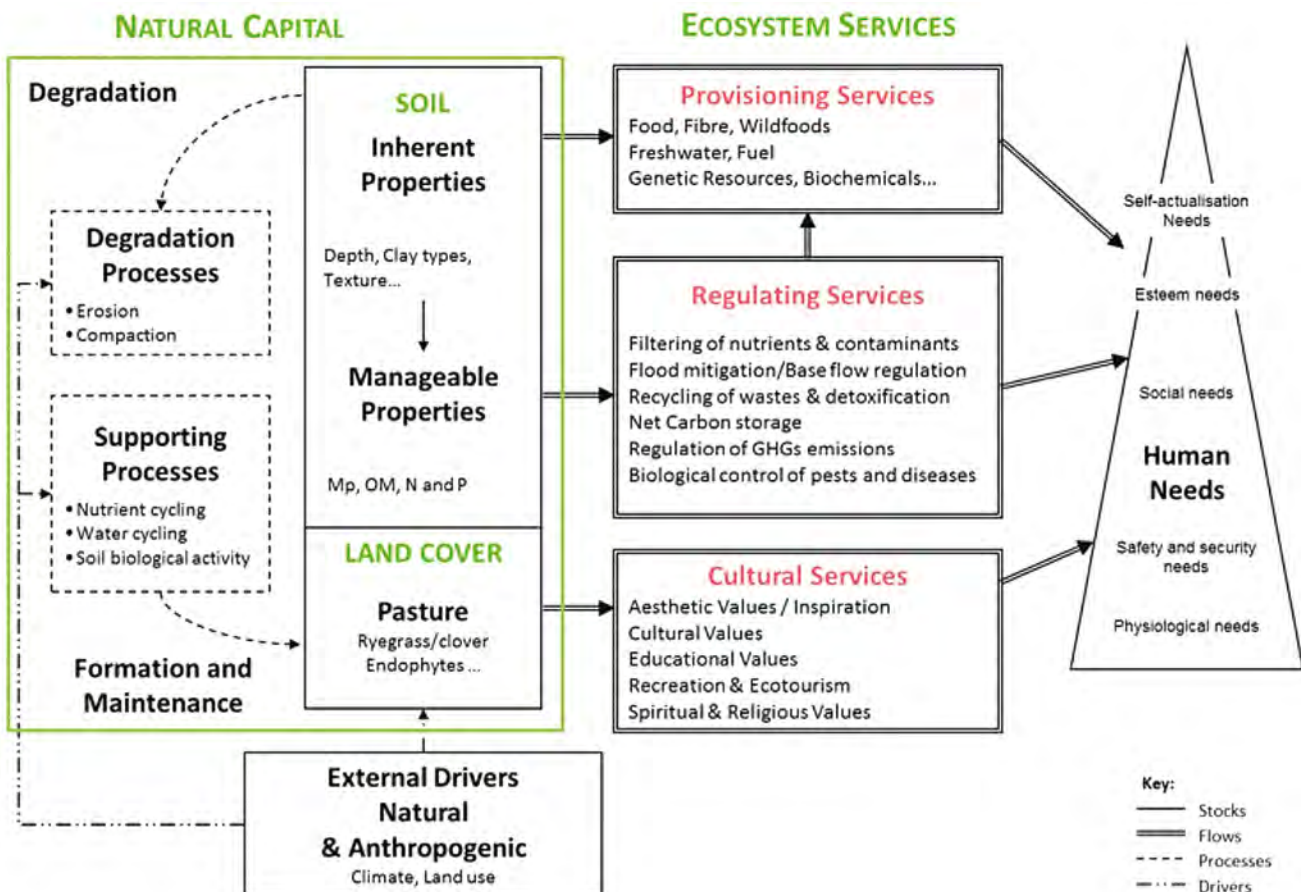 NATURAL CAPITAL
ECOSYSTEM SERVICES
Degradation
SOIL
Inherent
Properties
Depth, Clay types,
Texture...
Manageable
Properties
Mp, OM, N and P
LAND COVER
Pasture
Ryegrass/clover
Endophytes ...
Degradation
Processes
• Erosion
• Compaction
Supporting
Processes
• Nutrient cycling
• Water cycling
• Soil biological activity
Formation and
Maintenance
External Drivers
Natural
& Anthropogenic
Climate, Land use
Provisioning Services
Food, Fibre, Wildfoods
Freshwater, Fuel
Genetic Resources, Biochemicals...
Regulating Services
Filtering of nutrients & contaminants
Flood mitigation/Base flow regulation
Recycling of wastes & detoxification
Net Carbon storage
Regulation of GHGs emissions
Biological control of pests and diseases
Cultural Services
Aesthetic Values / Inspiration
Cultural Values
Educational Values
Recreation & Ecotourism
Spiritual & Religious Values
Self-actualisation
Needs
Esteem needs
Social needs
Human
Needs
Safety and security
needs
Physiological needs
Key:
Stocks
Flows
Processes
Drivers